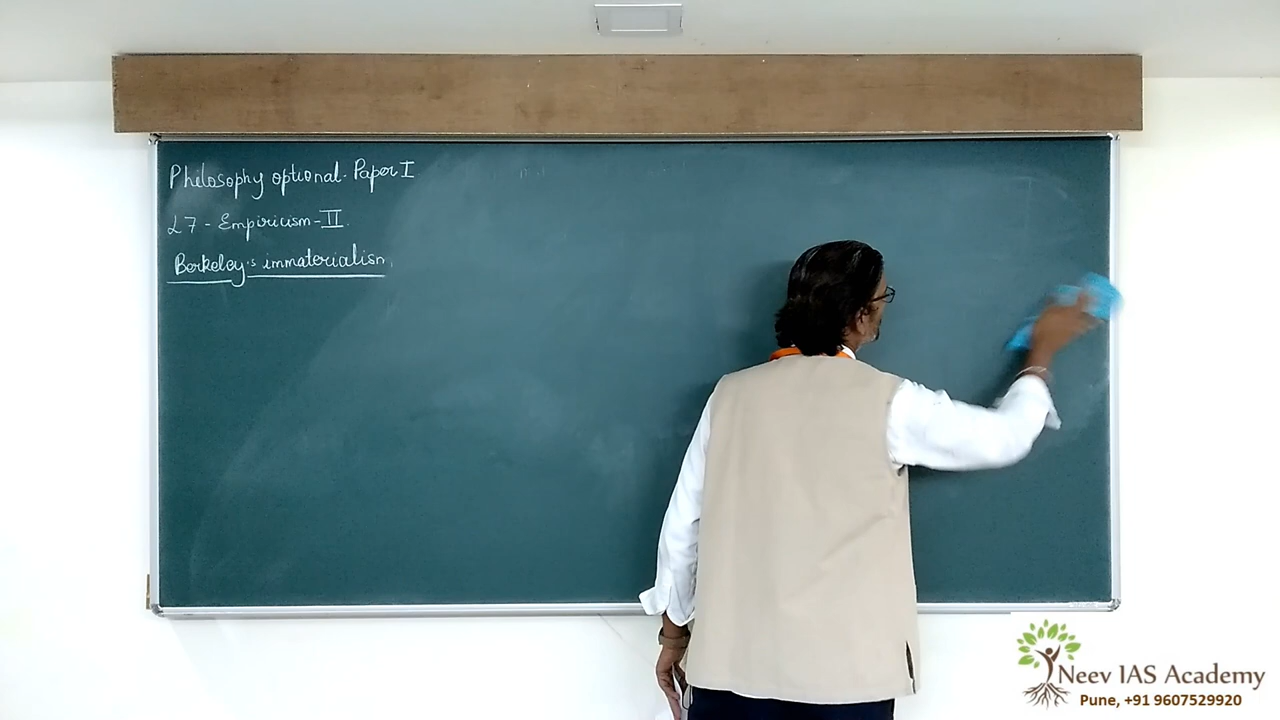 Philosophy optional. Paper I
L7 - Empiricism - II.
Berkeley's immaterialism
Neev IAS Academy
Pune, +91 9607529920